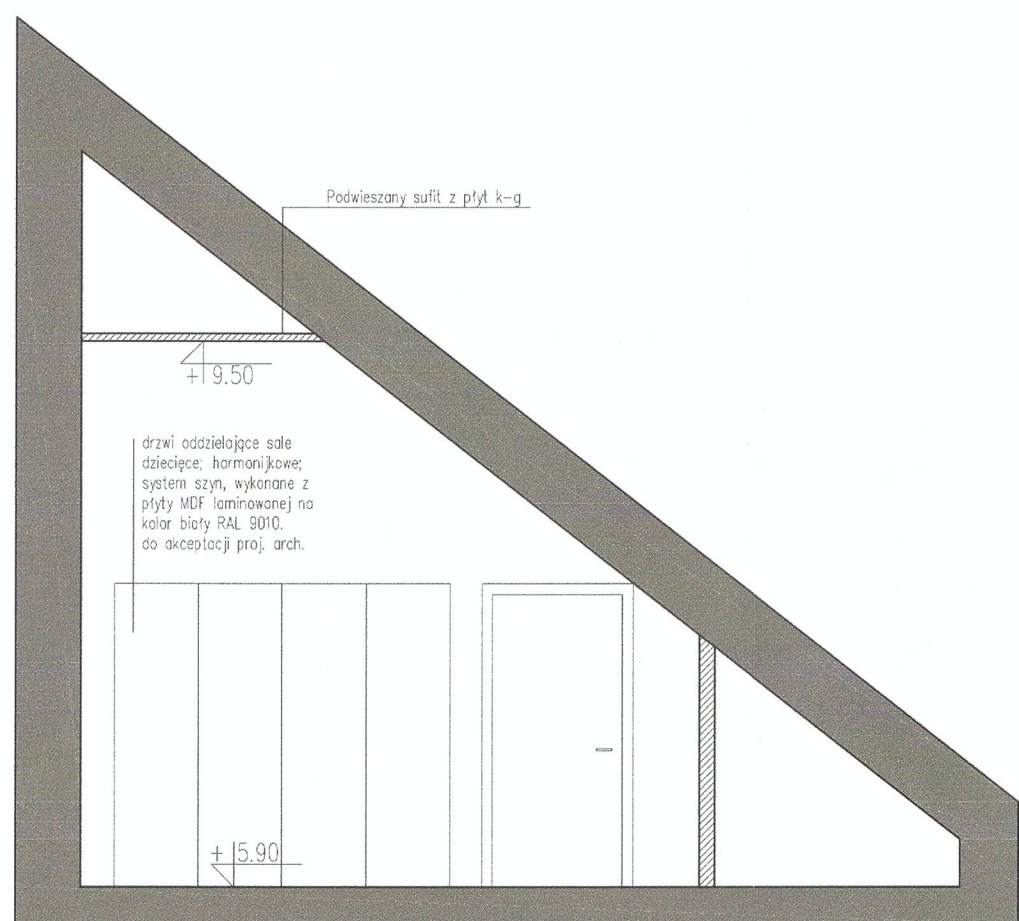 Podwieszany sufit z płyt k-g
+ 9.50
drzwi oddzielające sale
dziecięce; harmonijkowe;
system szyn, wykonane z
płyty MDF laminowanej na
kolor biały RAL 9010.
do akceptacji proj. arch.
+ 5.90